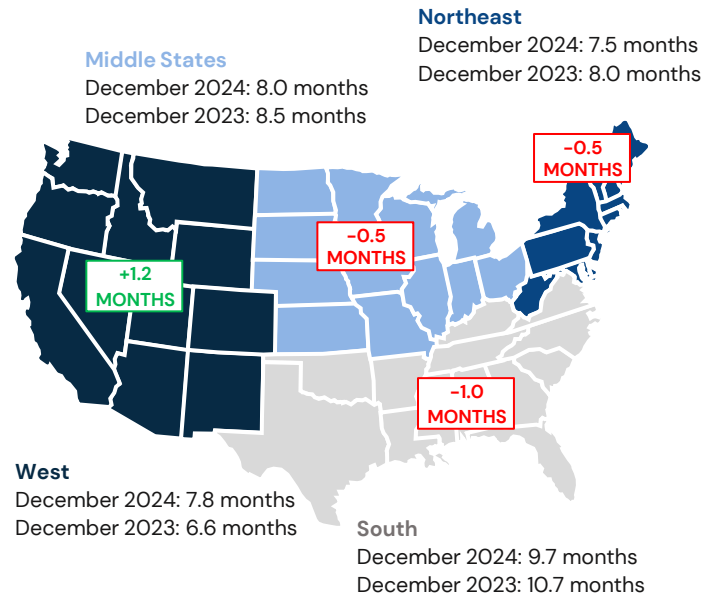 Northeast
December 2024: 7.5 months
December 2023: 8.0 months
Middle States
December 2024: 8.0 months
December 2023: 8.5 months
-0.5
MONTHS
-0.5
MONTHS
+1.2
MONTHS
-1.0
MONTHS
West
December 2024: 7.8 months
December 2023: 6.6 months
South
December 2024: 9.7 months
December 2023: 10.7 months